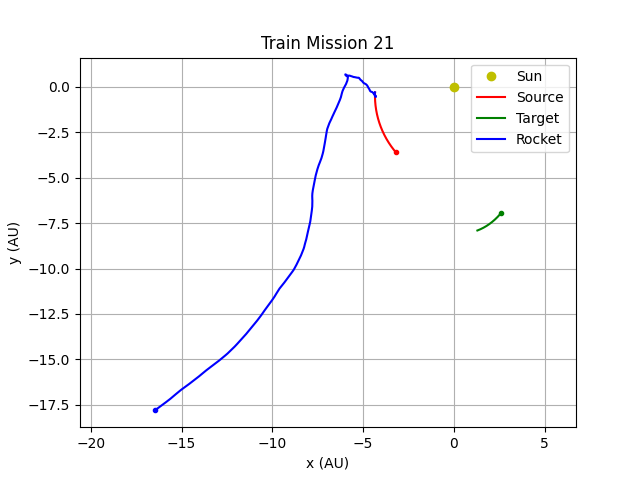 Train Mission 21
Sun
Source
Target
Rocket
y (AU)
0.0
−2.5
−5.0
−7.5
−10.0
−12.5
−15.0
−17.5
−20
−15
−10
−5
0
5
x (AU)